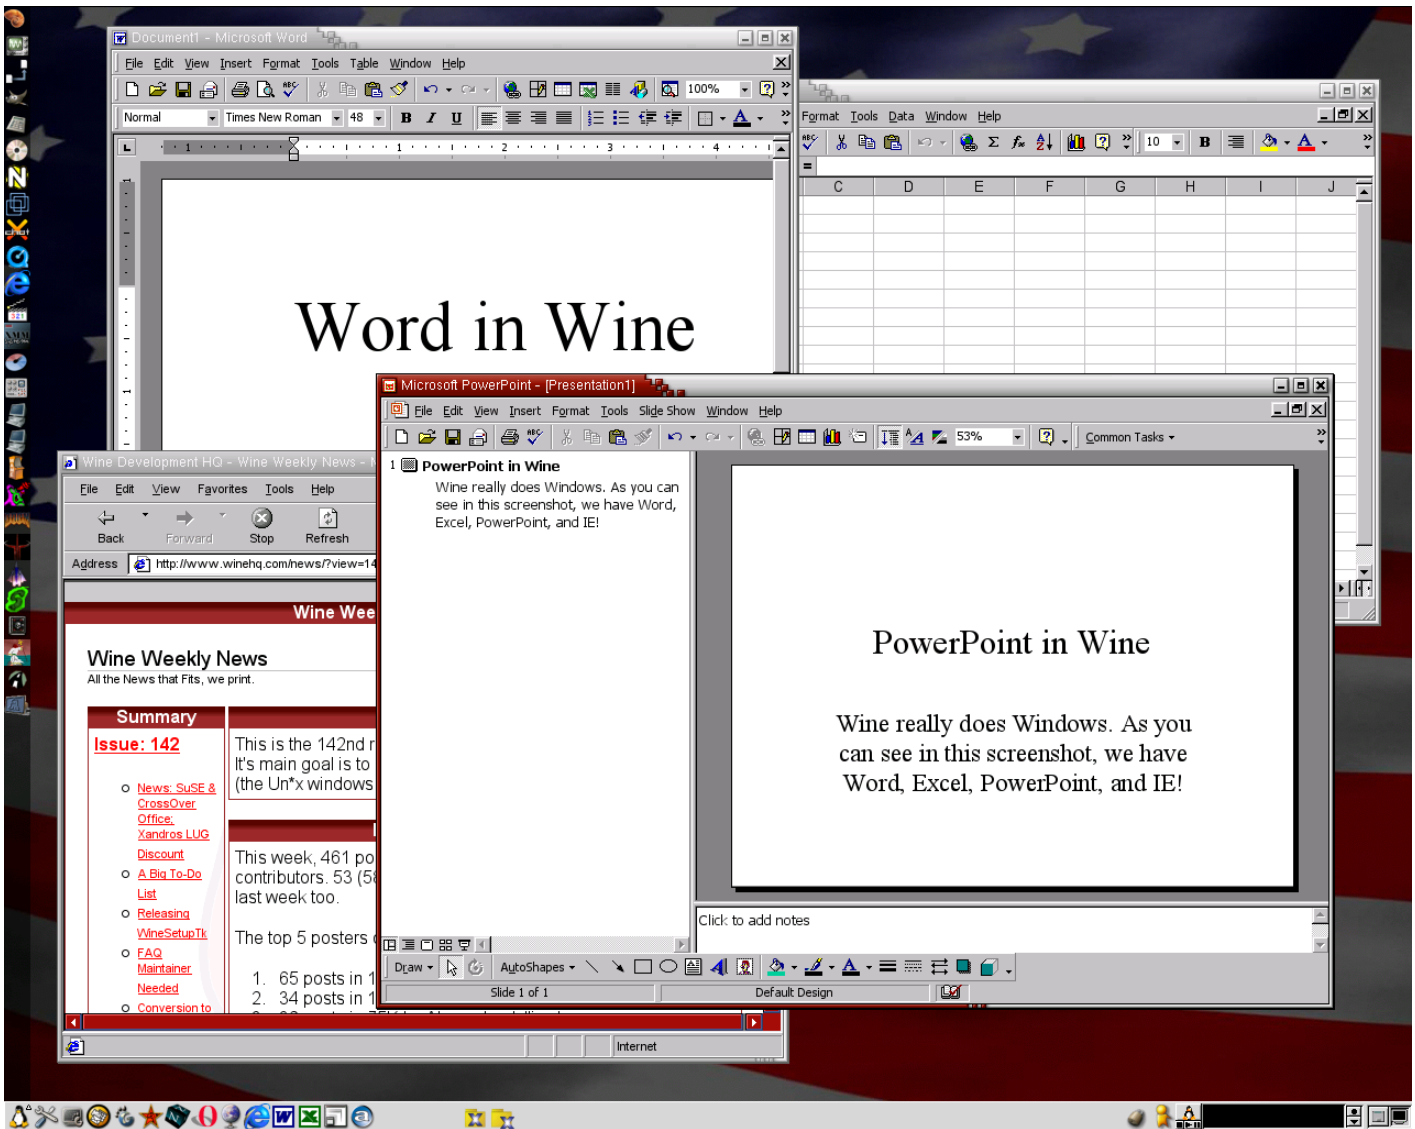 Document1 - Microsoft Word
File Edit View Insert Format Tools Table Window Help
100%
Normal Times New Roman 48 B I U
1 1 2 3 4
Word in Wine
Format Tools Data Window Help
10 B
=
C D E F G H I J
Microsoft PowerPoint - [Presentation1]
File Edit View Insert Format Tools Slide Show Window Help
53% Common Tasks
1 PowerPoint in Wine
Wine really does Windows. As you can
see in this screenshot, we have Word,
Excel, PowerPoint, and IE!
PowerPoint in Wine
Wine really does Windows. As you
can see in this screenshot, we have
Word, Excel, PowerPoint, and IE!
Click to add notes
Draw AutoShapes
Slide 1 of 1 Default Design
Wine Development HQ - Wine Weekly News -
File Edit View Favorites Tools Help
Back Forward Stop Refresh
Address http://www.winehq.com/news/?view=14
Wine Wee
Wine Weekly News
All the News that Fits, we print.
Summary
Issue: 142
News: SuSE &
CrossOver
Office;
Xandros LUG
Discount
A Big To-Do
List
Releasing
WineSetupTk
FAQ
Maintainer
Needed
Conversion to
This is the 142nd r
It's main goal is to
(the Un*x windows
This week, 461 po
contributors. 53 (58
last week too.
The top 5 posters
1. 65 posts in 1
2. 34 posts in 1
Internet